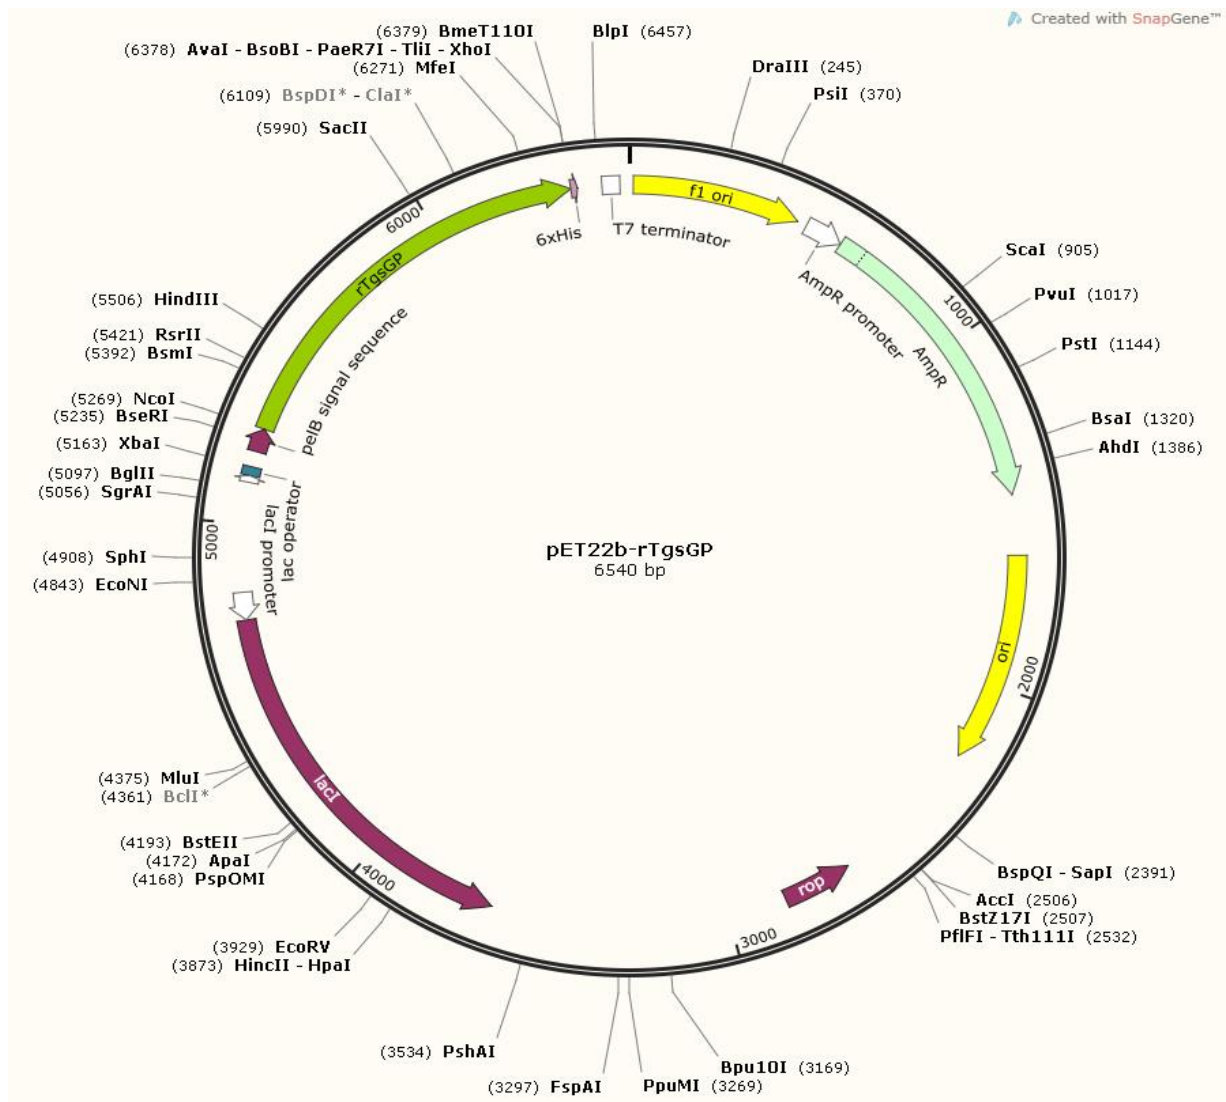 Created with SnapGene™
(6379) BmeT110I
BlpI (6457)
(6378) AvaI - BsoBI - PaeR7I - TliI - XhoI
(6271) MfeI
DraIII (245)
(6109) BspDI* - ClaI*
PsiI (370)
(5990) SacII
f1 ori
6xHis
T7 terminator
6000
rTgsGP
ScaI (905)
AmpR promoter
PvuI (1017)
(5506) HindIII
1000
(5421) RsrII
PstI (1144)
(5392) BsmI
AmpR
pelB signal sequence
(5269) NcoI
(5235) BseRI
BsaI (1320)
(5163) XbaI
AhdI (1386)
(5097) BglII
(5056) SgrAI
lac operator
lacI promoter
5000
(4908) SphI
pET22b-rTgsGP
6540 bp
(4843) EcoNI
ori
2000
(4375) MluI
(4361) BclI*
lacI
(4193) BstEII
(4172) ApaI
(4168) PspOMI
4000
rop
BspQI - SapI (2391)
AccI (2506)
BstZ17I (2507)
PflFI - Tth111I (2532)
3000
(3929) EcoRV
(3873) HincII - HpaI
(3534) PshAI
Bpu10I (3169)
(3297) FspAI
PpuMI (3269)